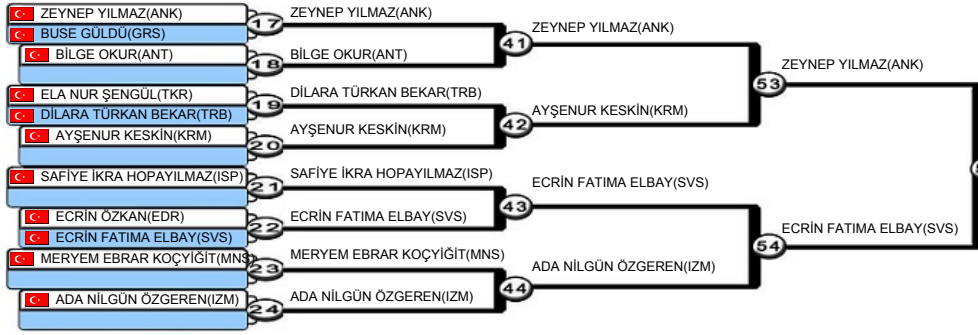 ZEYNEP YILMAZ(ANK)
BUSE GÜLDÜ(GRS)
BİLGE OKUR(ANT)
ELA NUR ŞENGÜL(TKR)
DİLARA TÜRKAN BEKAR(TRB)
AYŞENUR KESKİN(KRM)
SAFİYE İKRA HOPAYILMAZ(ISP)
ECRİN ÖZKAN(EDR)
ECRİN FATIMA ELBAY(SVS)
MERYEM EBRAR KOÇYİĞİT(MNS)
ADA NİLGÜN ÖZGEREN(IZM)
17
18
19
20
21
22
23
24
ZEYNEP YILMAZ(ANK)
BİLGE OKUR(ANT)
DİLARA TÜRKAN BEKAR(TRB)
AYŞENUR KESKİN(KRM)
SAFİYE İKRA HOPAYILMAZ(ISP)
ECRİN FATIMA ELBAY(SVS)
MERYEM EBRAR KOÇYİĞİT(MNS)
ADA NİLGÜN ÖZGEREN(IZM)
41
42
43
44
ZEYNEP YILMAZ(ANK)
AYŞENUR KESKİN(KRM)
ECRİN FATIMA ELBAY(SVS)
ADA NİLGÜN ÖZGEREN(IZM)
53
54
ZEYNEP YILMAZ(ANK)
ECRİN FATIMA ELBAY(SVS)